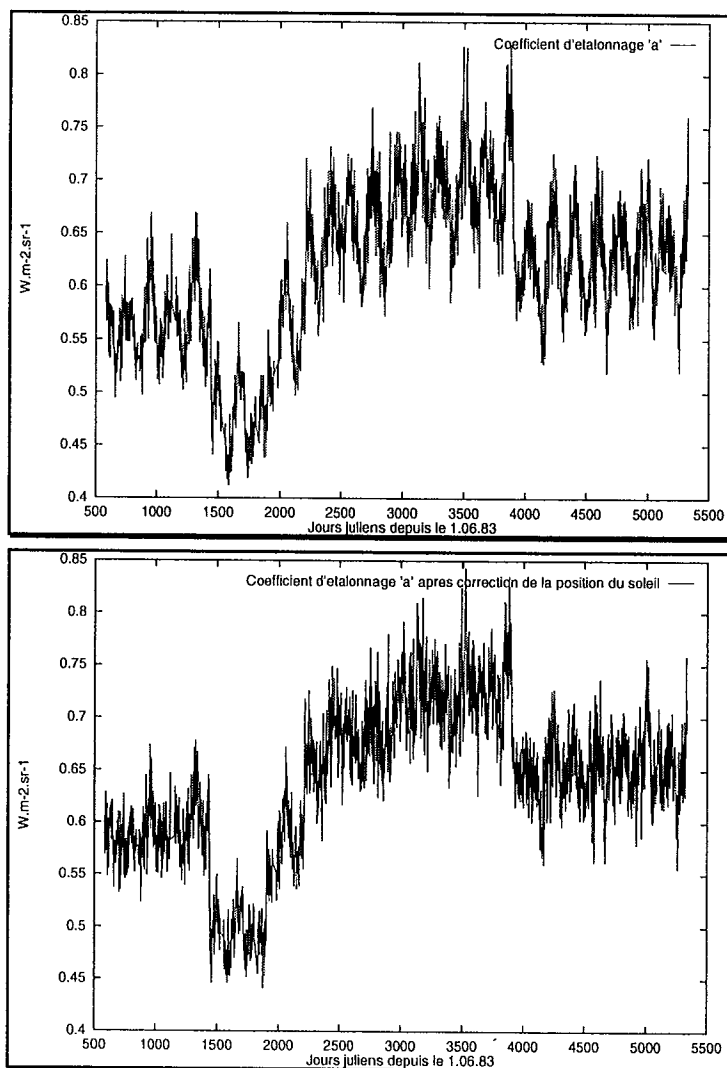 0.85
Coefficient d'etalonnage 'a'
0.8
0.75
0.7
0.65
W.m-2.sr-1
0.6
0.55
0.5
0.45
0.4
500 1000 1500 2000 2500 3000 3500 4000 4500 5000 5500
Jours juliens depuis le 1.06.83
0.85
Coefficient d'etalonnage 'a' apres correction de la position du soleil
0.8
0.75
0.7
0.65
W.m-2.sr-1
0.6
0.55
0.5
0.45
0.4
500 1000 1500 2000 2500 3000 3500 4000 4500 5000 5500
Jours juliens depuis le 1.06.83